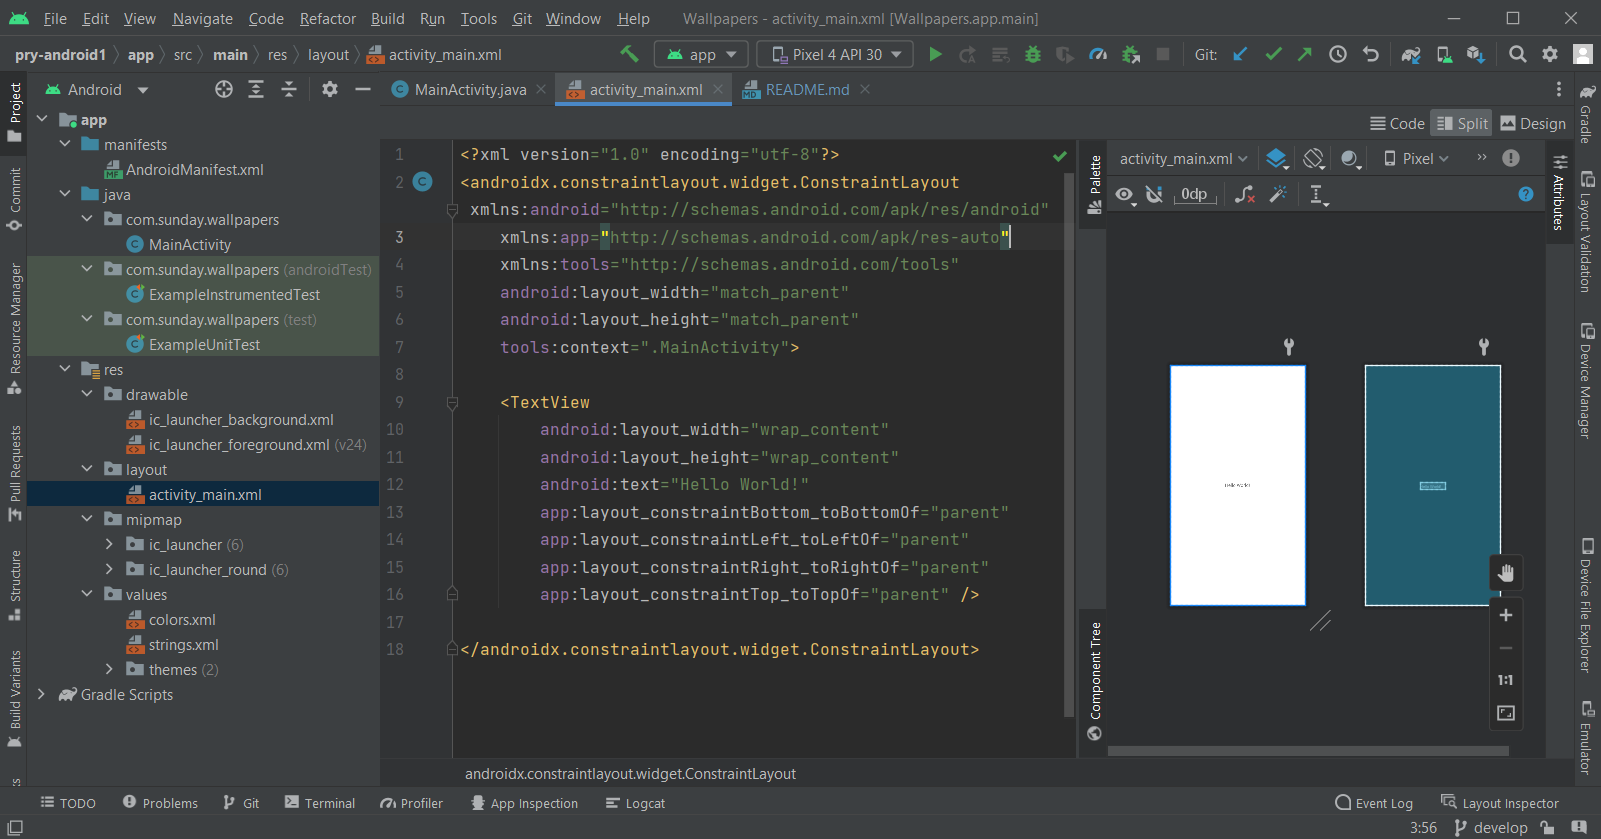 File Edit View Navigate Code Refactor Build Run Tools Git Window Help Wallpapers - activity_main.xml [Wallpapers.app.main]
pry-android1 app src main res layout activity_main.xml app Pixel 4 API 30 Git:
Android MainActivity.java activity_main.xml README.md
Code Split Design
Project
Commit
Resource Manager
Pull Requests
Structure
Build Variants
app
manifests
AndroidManifest.xml
java
com.sunday.wallpapers
MainActivity
com.sunday.wallpapers (androidTest)
ExampleInstrumentedTest
com.sunday.wallpapers (test)
ExampleUnitTest
res
drawable
ic_launcher_background.xml
ic_launcher_foreground.xml (v24)
layout
activity_main.xml
mipmap
ic_launcher (6)
ic_launcher_round (6)
values
colors.xml
strings.xml
themes (2)
Gradle Scripts
1 <?xml version="1.0" encoding="utf-8"?>
2 <androidx.constraintlayout.widget.ConstraintLayout
xmlns:android="http://schemas.android.com/apk/res/android"
3 xmlns:app="http://schemas.android.com/apk/res-auto"
4 xmlns:tools="http://schemas.android.com/tools"
5 android:layout_width="match_parent"
6 android:layout_height="match_parent"
7 tools:context=".MainActivity">
8
9 <TextView
10 android:layout_width="wrap_content"
11 android:layout_height="wrap_content"
12 android:text="Hello World!"
13 app:layout_constraintBottom_toBottomOf="parent"
14 app:layout_constraintLeft_toLeftOf="parent"
15 app:layout_constraintRight_toRightOf="parent"
16 app:layout_constraintTop_toTopOf="parent" />
17
18 </androidx.constraintlayout.widget.ConstraintLayout>
androidx.constraintlayout.widget.ConstraintLayout
Palette
Component Tree
activity_main.xml Pixel
0dp
Hello World!
1:1
Attributes
Gradle
Layout Validation
Device Manager
Device File Explorer
Emulator
TODO Problems Git Terminal Profiler App Inspection Logcat Event Log Layout Inspector
3:56 develop